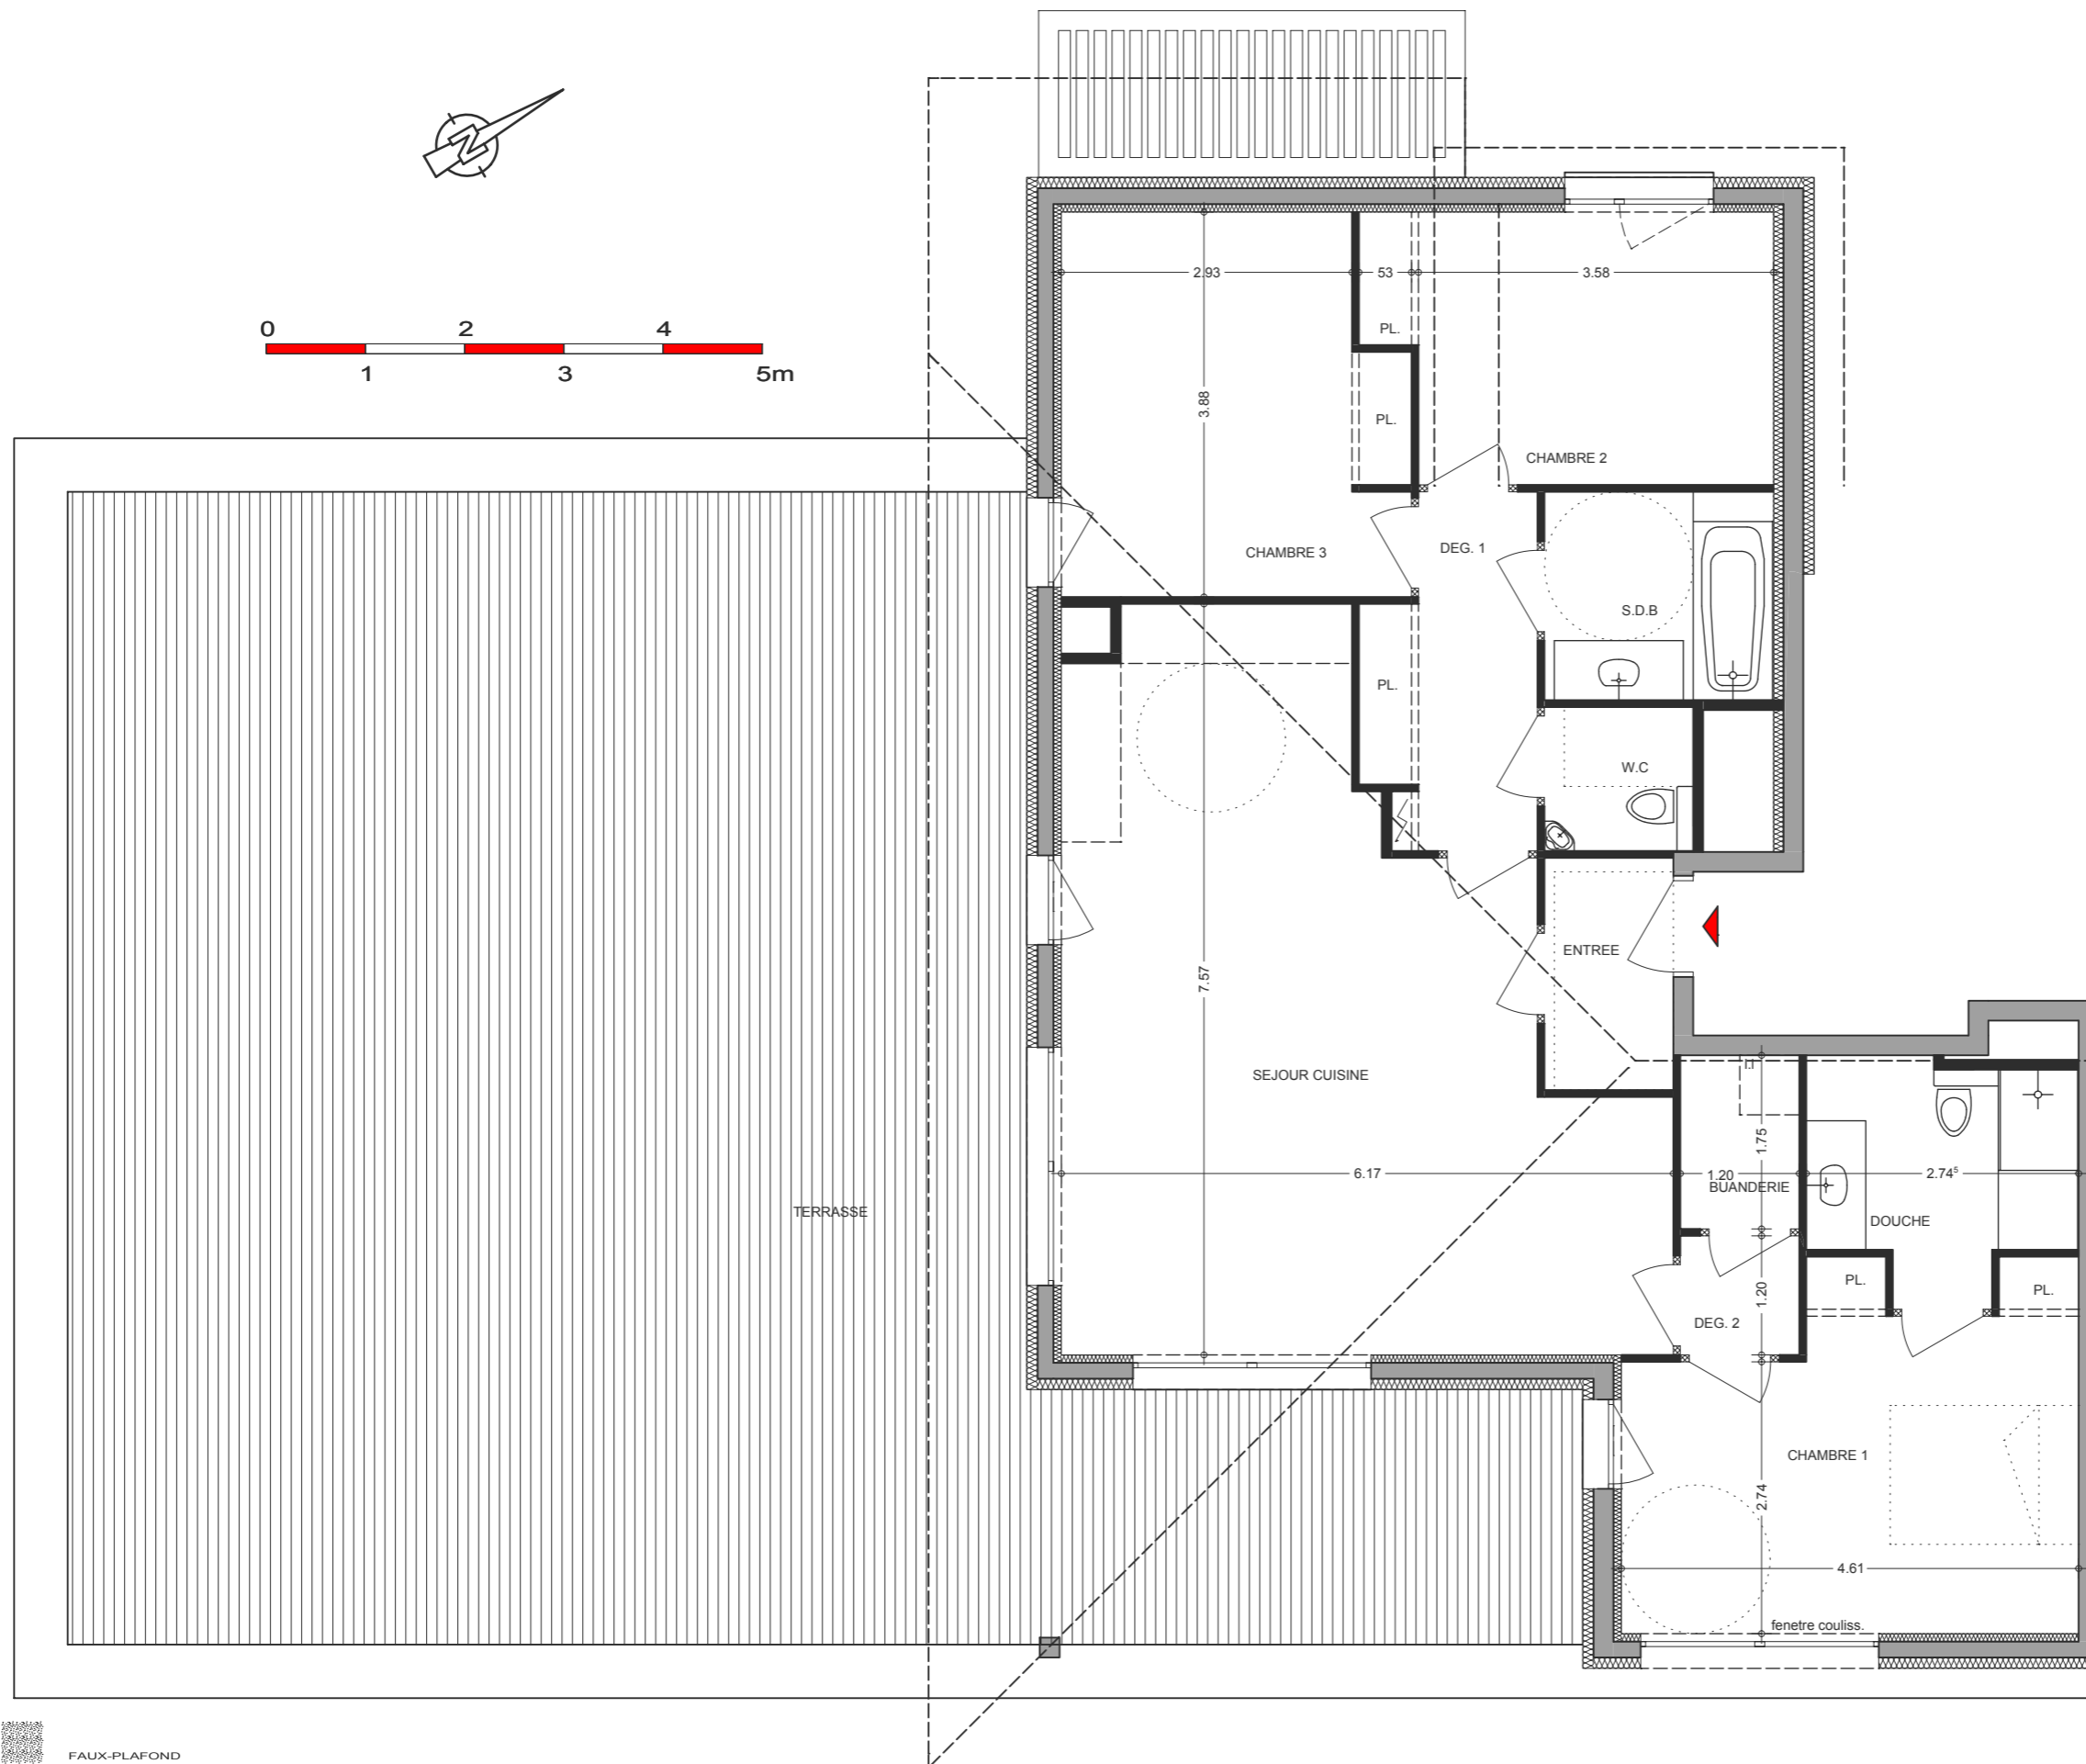 N
0 2 4
1 3 5m
2.93 53 3.58
PL.
3.88
PL.
CHAMBRE 2
CHAMBRE 3
DEG. 1
S.D.B
PL.
W.C
ENTREE
7.57
SEJOUR CUISINE
1.75
6.17 1.20 2.74⁵
BUANDERIE
TERRASSE
DOUCHE
PL.
PL.
1.20
DEG. 2
CHAMBRE 1
2.74
4.61
fenetre couliss.
FAUX-PLAFOND